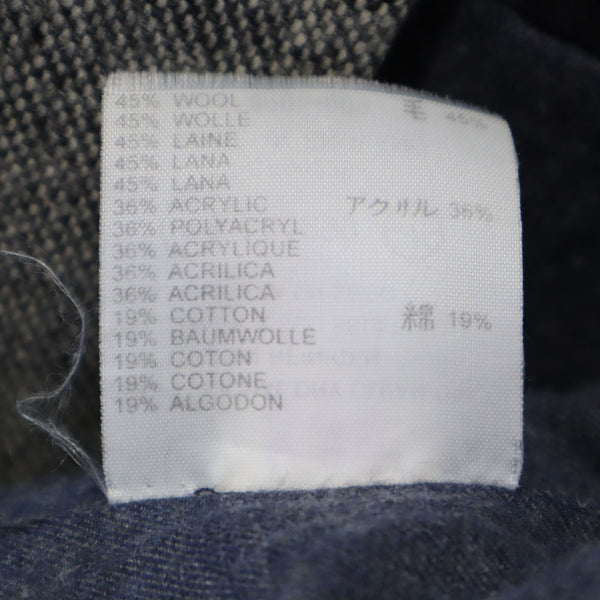 45% WOOL 毛 45%
45% WOLLE
45% LAINE
45% LANA
45% LANA
36% ACRYLIC アクリル 36%
36% POLYACRYL
36% ACRYLIQUE
36% ACRILICA
36% ACRILICA
19% COTTON 綿 19%
19% BAUMWOLLE
19% COTON
19% COTONE
19% ALGODON